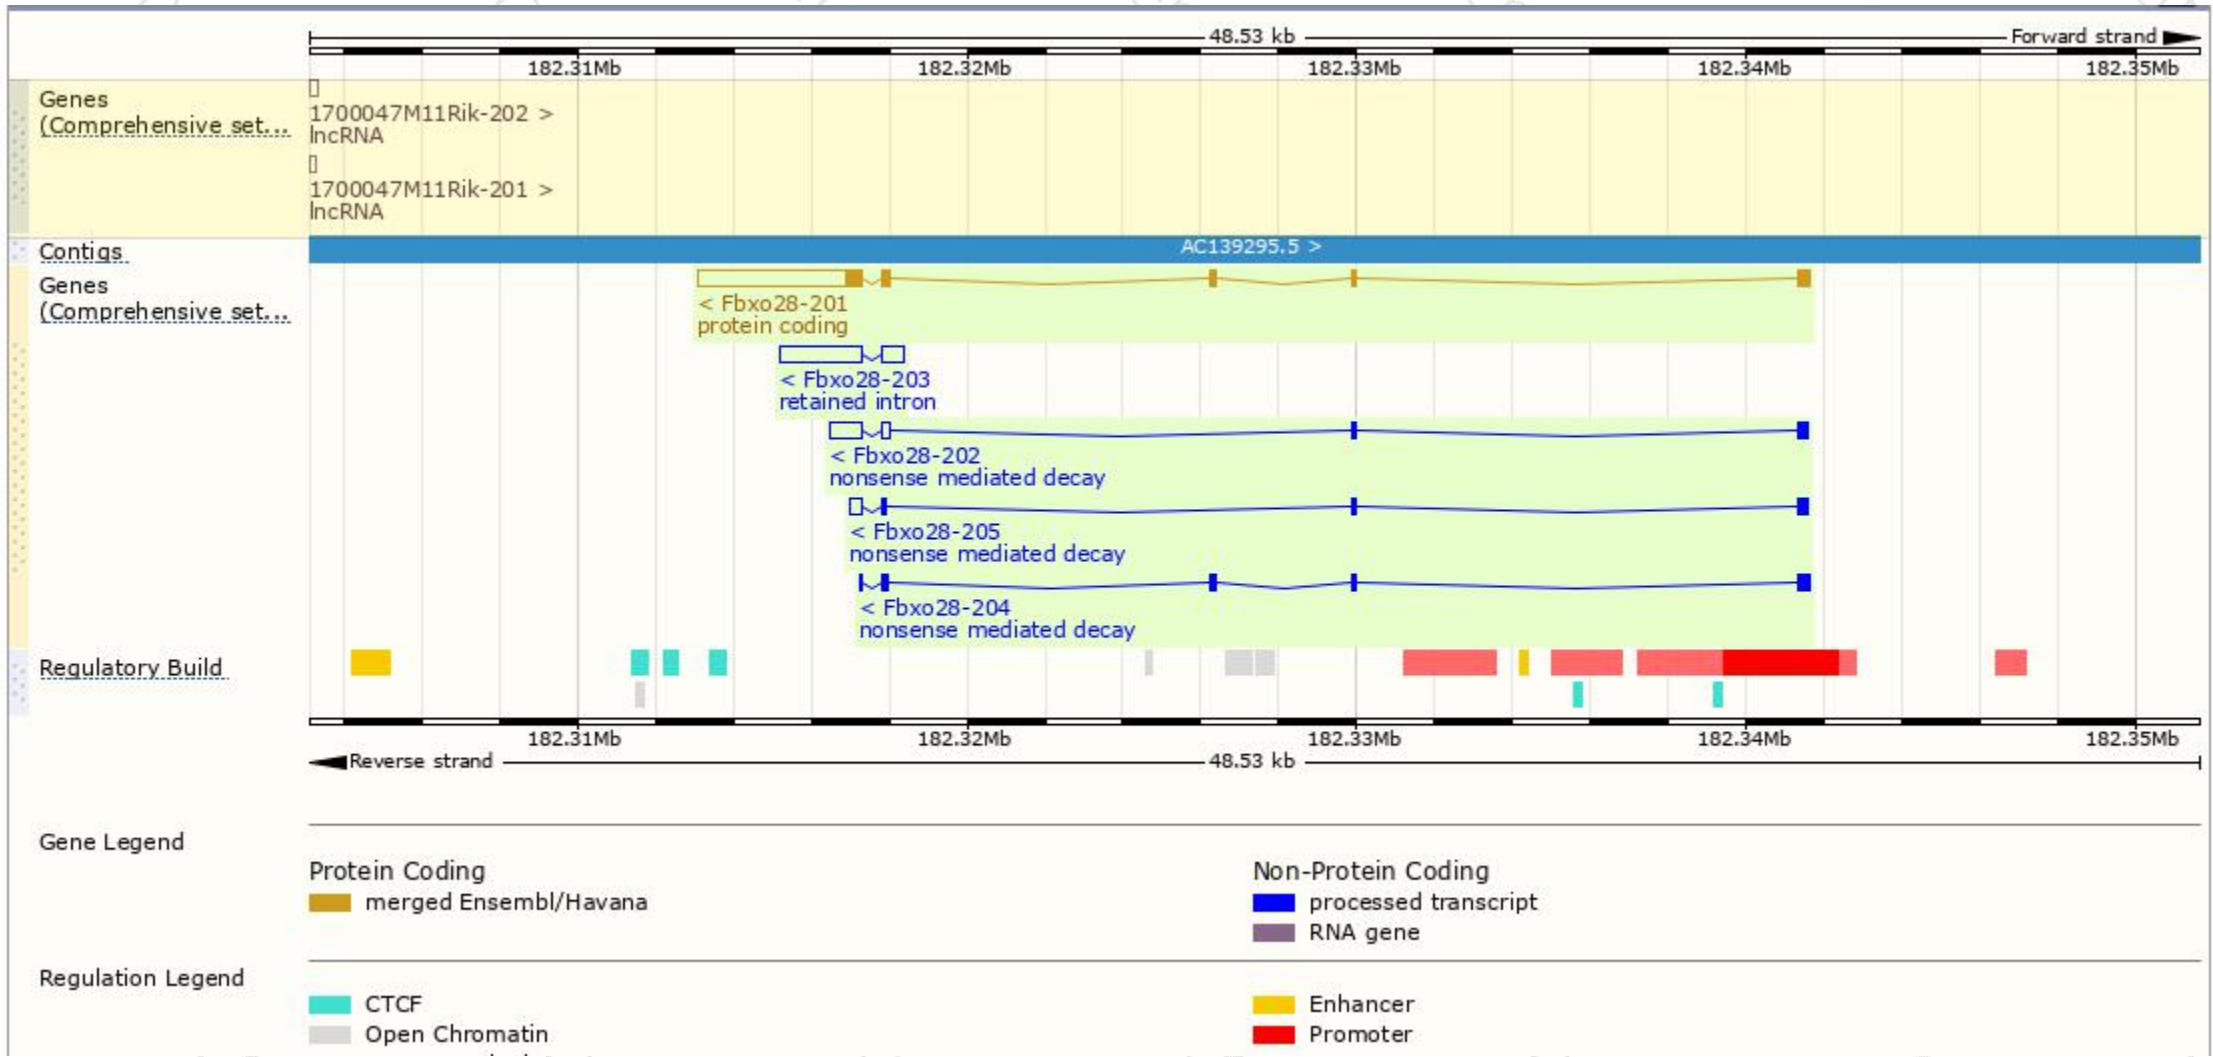 48.53 kb
Forward strand
182.31Mb 182.32Mb 182.33Mb 182.34Mb 182.35Mb
Genes
(Comprehensive set...
1700047M11Rik-202 >
lncRNA
1700047M11Rik-201 >
lncRNA
Contigs
AC139295.5 >
Genes
(Comprehensive set...
< Fbxo28-201
protein coding
< Fbxo28-203
retained intron
< Fbxo28-202
nonsense mediated decay
< Fbxo28-205
nonsense mediated decay
< Fbxo28-204
nonsense mediated decay
Regulatory Build
182.31Mb 182.32Mb 182.33Mb 182.34Mb 182.35Mb
Reverse strand
48.53 kb
Gene Legend
Protein Coding
merged Ensembl/Havana
Non-Protein Coding
processed transcript
RNA gene
Regulation Legend
CTCF
Open Chromatin
Enhancer
Promoter